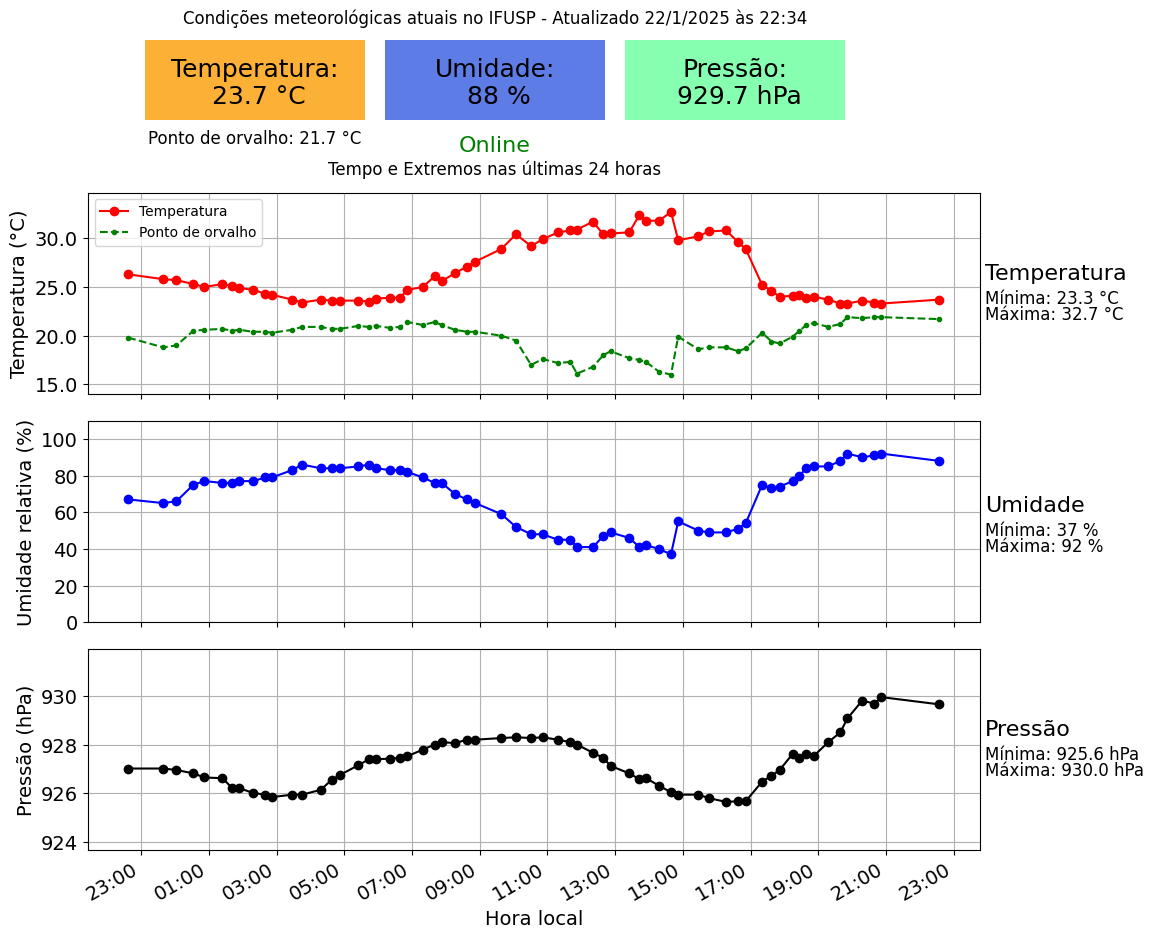 Condições meteorológicas atuais no IFUSP - Atualizado 22/1/2025 às 22:34
Temperatura:
23.7 °C
Umidade:
88 %
Pressão:
929.7 hPa
Ponto de orvalho: 21.7 °C
Online
Tempo e Extremos nas últimas 24 horas
Temperatura (°C)
30.0
25.0
20.0
15.0
Temperatura
Ponto de orvalho
Temperatura
Mínima: 23.3 °C
Máxima: 32.7 °C
Umidade relativa (%)
100
80
60
40
20
0
Umidade
Mínima: 37 %
Máxima: 92 %
Pressão (hPa)
930
928
926
924
Pressão
Mínima: 925.6 hPa
Máxima: 930.0 hPa
23:00 01:00 03:00 05:00 07:00 09:00 11:00 13:00 15:00 17:00 19:00 21:00 23:00
Hora local